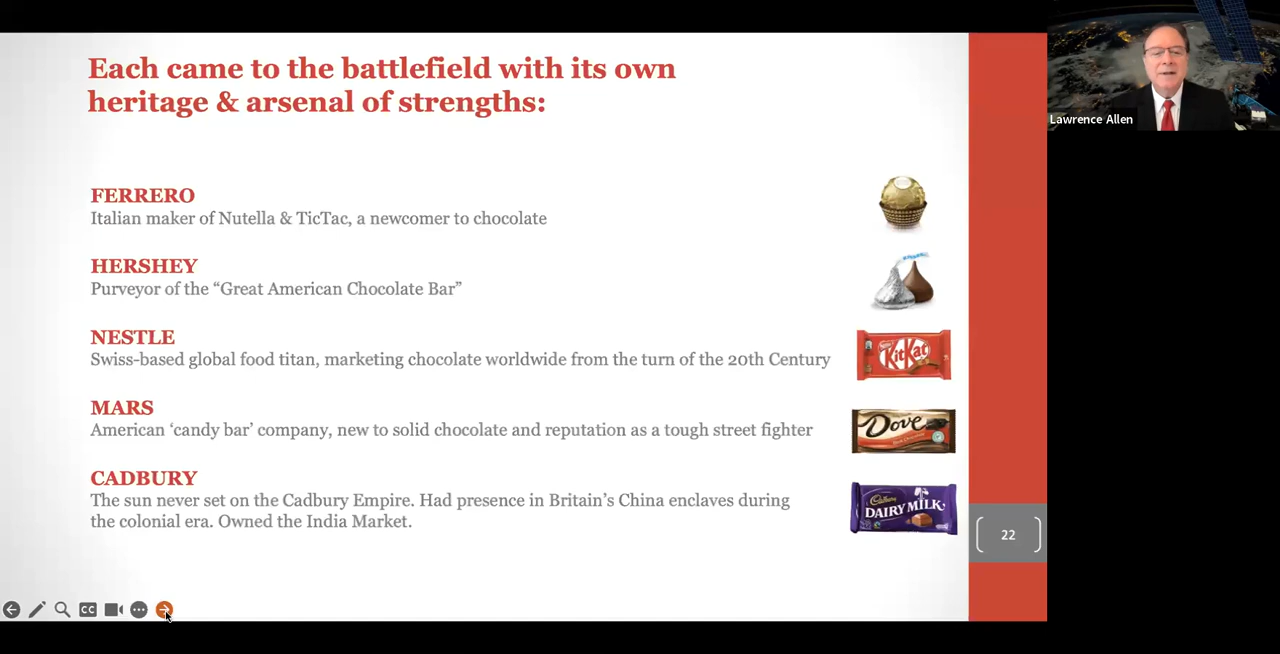 Each came to the battlefield with its own
heritage & arsenal of strengths:
Lawrence Allen
FERRERO
Italian maker of Nutella & TicTac, a newcomer to chocolate
HERSHEY
Purveyor of the “Great American Chocolate Bar”
NESTLE
Swiss-based global food titan, marketing chocolate worldwide from the turn of the 20th Century
KitKat
MARS
American ‘candy bar’ company, new to solid chocolate and reputation as a tough street fighter
Dove
CADBURY
The sun never set on the Cadbury Empire. Had presence in Britain’s China enclaves during
the colonial era. Owned the India Market.
Cadbury
DAIRY MILK
22
CC